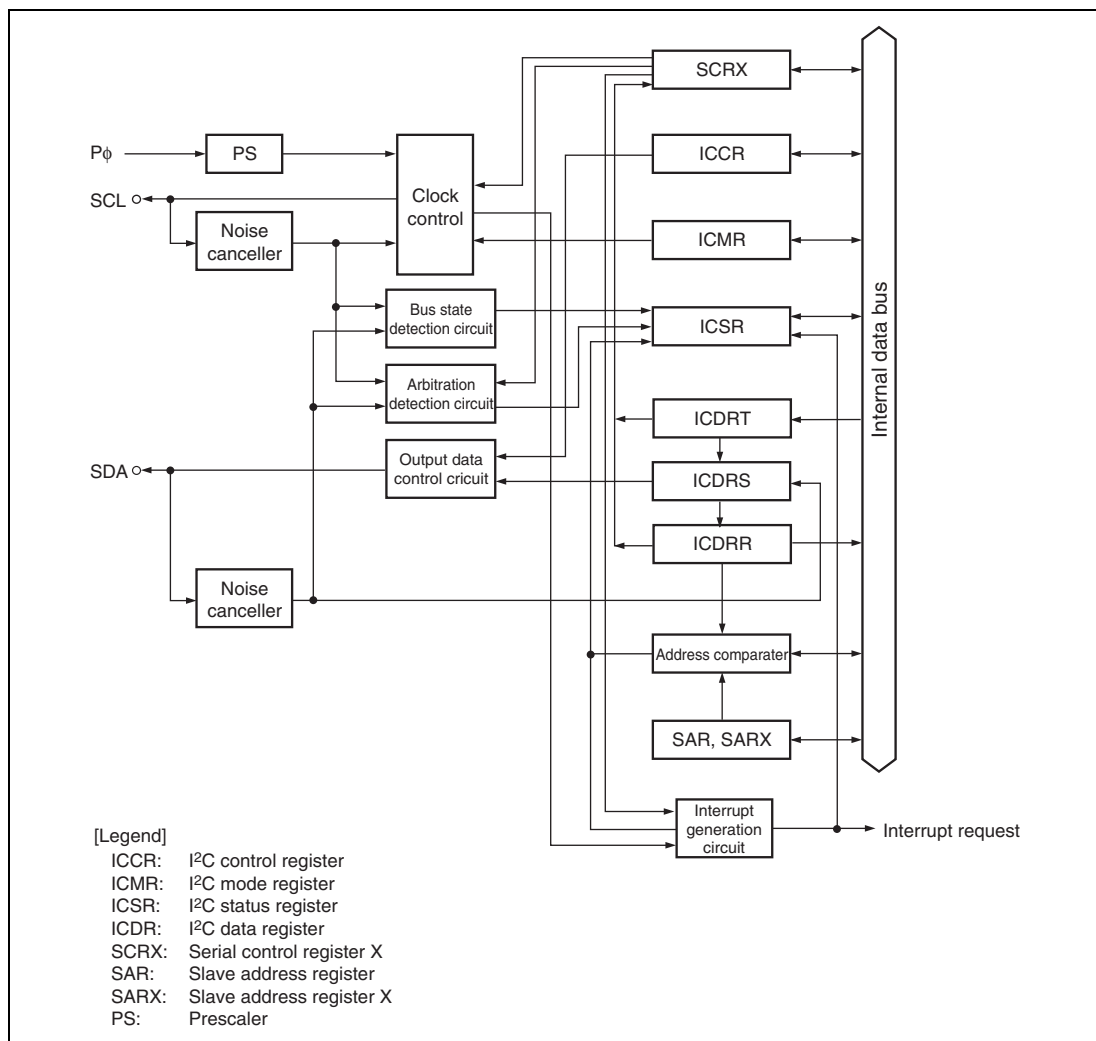 SCRX
Pφ
PS
ICCR
SCL
Clock
control
Noise
canceller
ICMR
Bus state
detection circuit
ICSR
Internal data bus
Arbitration
detection circuit
ICDRT
SDA
Output data
control cricuit
ICDRS
ICDRR
Noise
canceller
Address comparater
SAR, SARX
Interrupt
generation
circuit
Interrupt request
[Legend]
ICCR: I²C control register
ICMR: I²C mode register
ICSR: I²C status register
ICDR: I²C data register
SCRX: Serial control register X
SAR: Slave address register
SARX: Slave address register X
PS: Prescaler